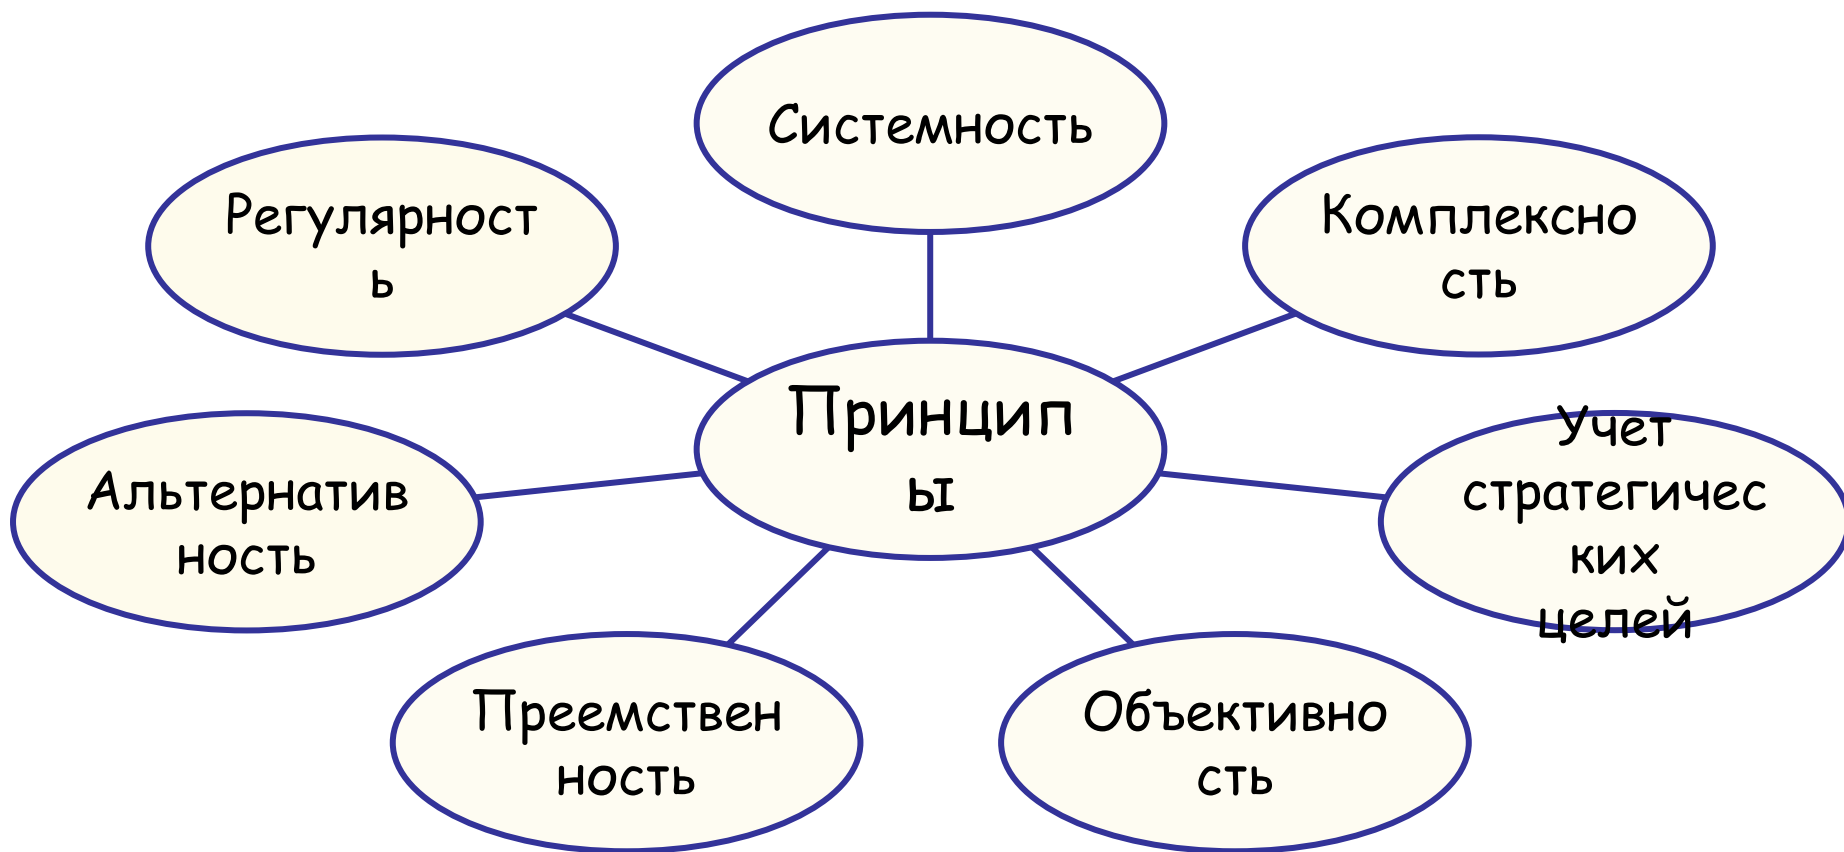 Системность
Регулярност
ь
Комплексно
сть
Принцип
ы
Альтернатив
ность
Учет
стратегичес
ких
целей
Преемствен
ность
Объективно
сть